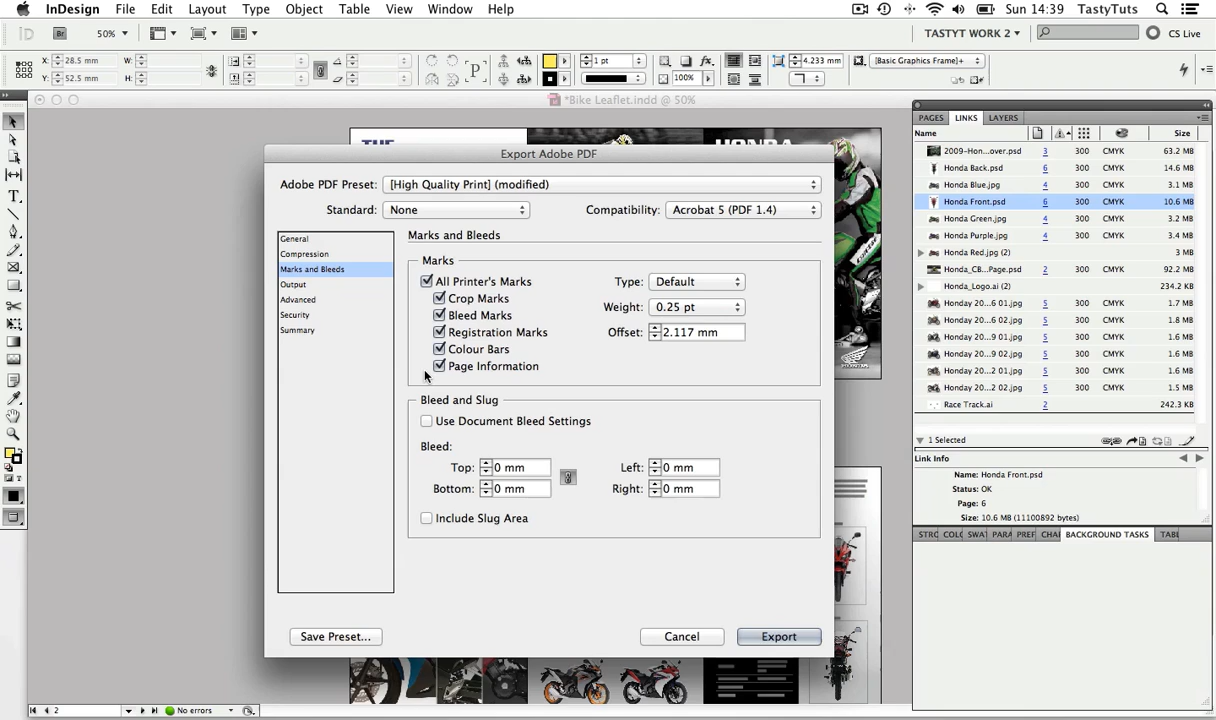 InDesign File Edit Layout Type Object Table View Window Help Sun 14:39 TastyTuts
Br 50% TASTYT WORK 2 CS Live
X: 28.5 mm W: 1 pt 4.233 mm [Basic Graphics Frame]+
Y: 52.5 mm H: 100%
*Bike Leaflet.indd @ 50%
PAGES LINKS LAYERS
Name Size
2009-Hon...over.psd 3 63.2 MB
Honda Back.psd 6 300 CMYK 14.6 MB
Honda Blue.jpg 4 300 CMYK 3.1 MB
Honda Front.psd 6 300 CMYK 10.6 MB
Honda Green.jpg 4 300 CMYK 3.2 MB
Honda Purple.jpg 4 300 CMYK 3.4 MB
Honda Red.jpg (2) 300 CMYK 3 MB
Honda_CB...Page.psd 2 300 CMYK 92.2 MB
Honda_Logo.ai (2) 234.2 KB
Honday 20...6 01.jpg 5 300 CMYK 1.7 MB
Honday 20...6 02.jpg 5 300 CMYK 1.8 MB
Honday 20...9 01.jpg 5 300 CMYK 1.7 MB
Honday 20...9 02.jpg 5 300 CMYK 1.4 MB
Honday 20...2 01.jpg 5 300 CMYK 1.6 MB
Honday 20...2 02.jpg 5 300 CMYK 1.5 MB
Race Track.ai 2 242.3 KB
1 Selected
Link Info
Name: Honda Front.psd
Status: OK
Page: 6
Size: 10.6 MB (11100892 bytes)
STRO COLO SWAT PARA PREF CHAI BACKGROUND TASKS TABL
THE
HONDA
Export Adobe PDF
Adobe PDF Preset: [High Quality Print] (modified)
Standard: None Compatibility: Acrobat 5 (PDF 1.4)
General
Compression
Marks and Bleeds
Output
Advanced
Security
Summary
Marks and Bleeds
Marks
All Printer's Marks Type: Default
Crop Marks
Bleed Marks Weight: 0.25 pt
Registration Marks Offset: 2.117 mm
Colour Bars
Page Information
Bleed and Slug
Use Document Bleed Settings
Bleed:
Top: 0 mm Left: 0 mm
Bottom: 0 mm Right: 0 mm
Include Slug Area
Save Preset... Cancel Export
2 No errors